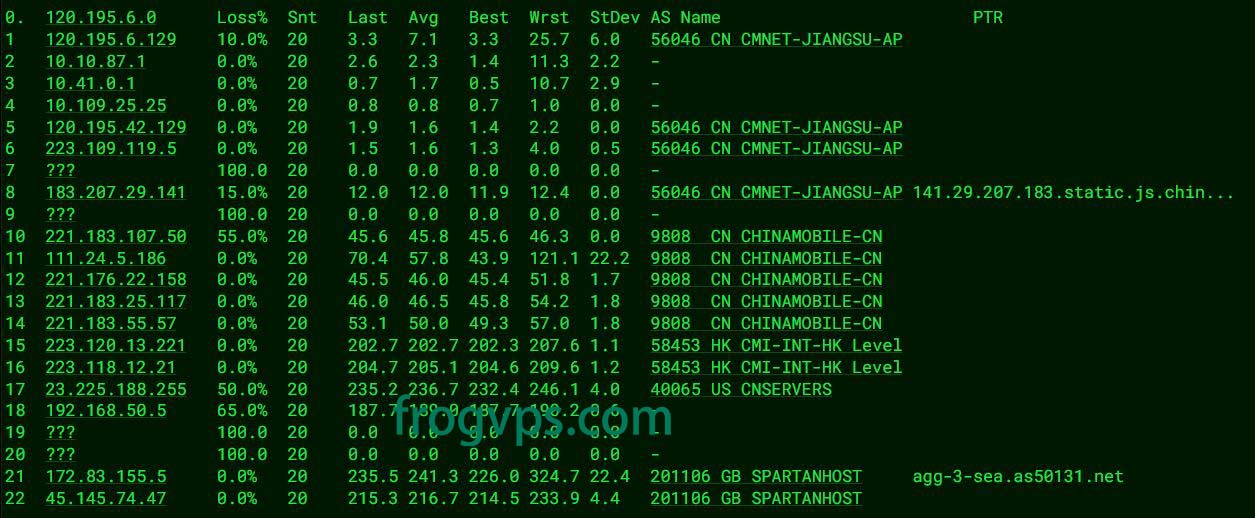 0. 120.195.6.0 Loss% Snt Last Avg Best Wrst StDev AS Name PTR
1 120.195.6.129 10.0% 20 3.3 7.1 3.3 25.7 6.0 56046 CN CMNET-JIANGSU-AP
2 10.10.87.1 0.0% 20 2.6 2.3 1.4 11.3 2.2 -
3 10.41.0.1 0.0% 20 0.7 1.7 0.5 10.7 2.9 -
4 10.109.25.25 0.0% 20 0.8 0.8 0.7 1.0 0.0 -
5 120.195.42.129 0.0% 20 1.9 1.6 1.4 2.2 0.0 56046 CN CMNET-JIANGSU-AP
6 223.109.119.5 0.0% 20 1.5 1.6 1.3 4.0 0.5 56046 CN CMNET-JIANGSU-AP
7 ??? 100.0 20 0.0 0.0 0.0 0.0 0.0 -
8 183.207.29.141 15.0% 20 12.0 12.0 11.9 12.4 0.0 56046 CN CMNET-JIANGSU-AP 141.29.207.183.static.js.chin...
9 ??? 100.0 20 0.0 0.0 0.0 0.0 0.0 -
10 221.183.107.50 55.0% 20 45.6 45.8 45.6 46.3 0.0 9808 CN CHINAMOBILE-CN
11 111.24.5.186 0.0% 20 70.4 57.8 43.9 121.1 22.2 9808 CN CHINAMOBILE-CN
12 221.176.22.158 0.0% 20 45.5 46.0 45.4 51.8 1.7 9808 CN CHINAMOBILE-CN
13 221.183.25.117 0.0% 20 46.0 46.5 45.8 54.2 1.8 9808 CN CHINAMOBILE-CN
14 221.183.55.57 0.0% 20 53.1 50.0 49.3 57.0 1.8 9808 CN CHINAMOBILE-CN
15 223.120.13.221 0.0% 20 202.7 202.7 202.3 207.6 1.1 58453 HK CMI-INT-HK Level
16 223.118.12.21 0.0% 20 204.7 205.1 204.6 209.6 1.2 58453 HK CMI-INT-HK Level
17 23.225.188.255 50.0% 20 235.2 236.7 232.4 246.1 4.0 40065 US CNSERVERS
18 192.168.50.5 65.0% 20 187.7 -
frogvps.com
19 ??? 100.0 20 0.0 0.0 0.0 0.0 0.0 -
20 ??? 100.0 20 0.0 0.0 0.0 0.0 0.0 -
21 172.83.155.5 0.0% 20 235.5 241.3 226.0 324.7 22.4 201106 GB SPARTANHOST agg-3-sea.as50131.net
22 45.145.74.47 0.0% 20 215.3 216.7 214.5 233.9 4.4 201106 GB SPARTANHOST